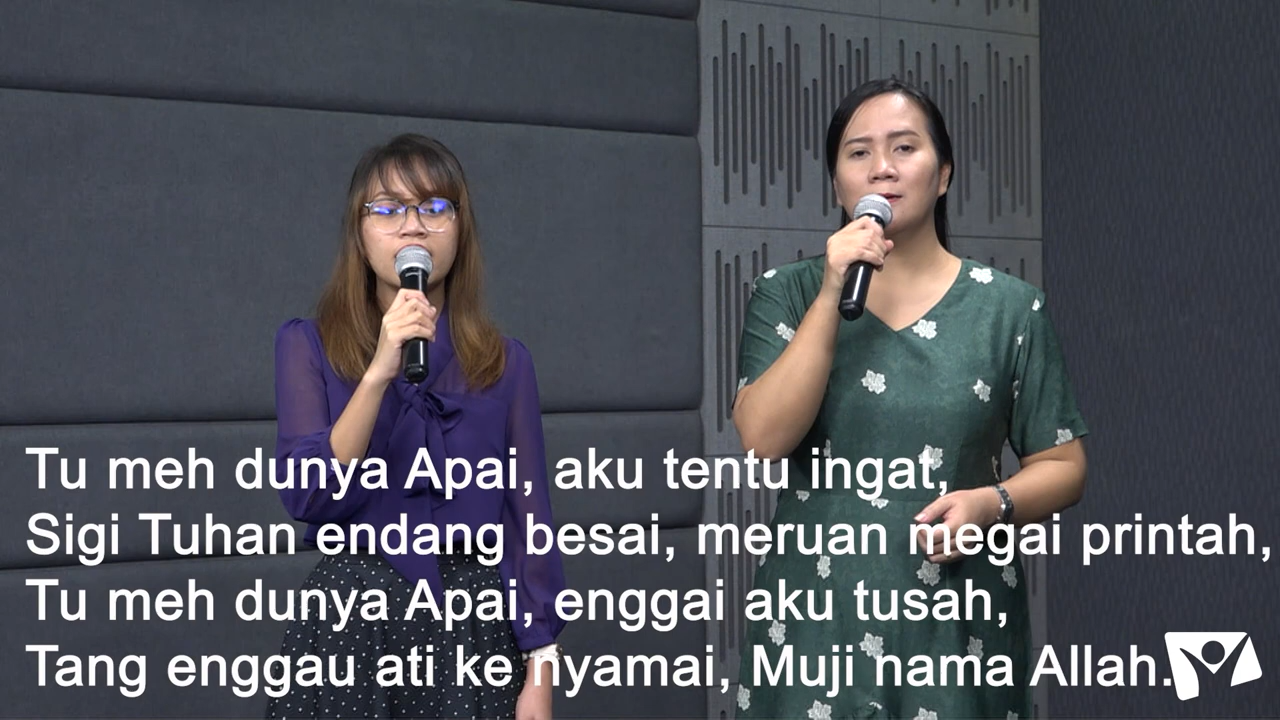 Tu meh dunya Apai, aku tentu ingat,
Sigi Tuhan endang besai, meruan megai printah,
Tu meh dunya Apai, enggai aku tusah,
Tang enggau ati ke nyamai, Muji nama Allah.